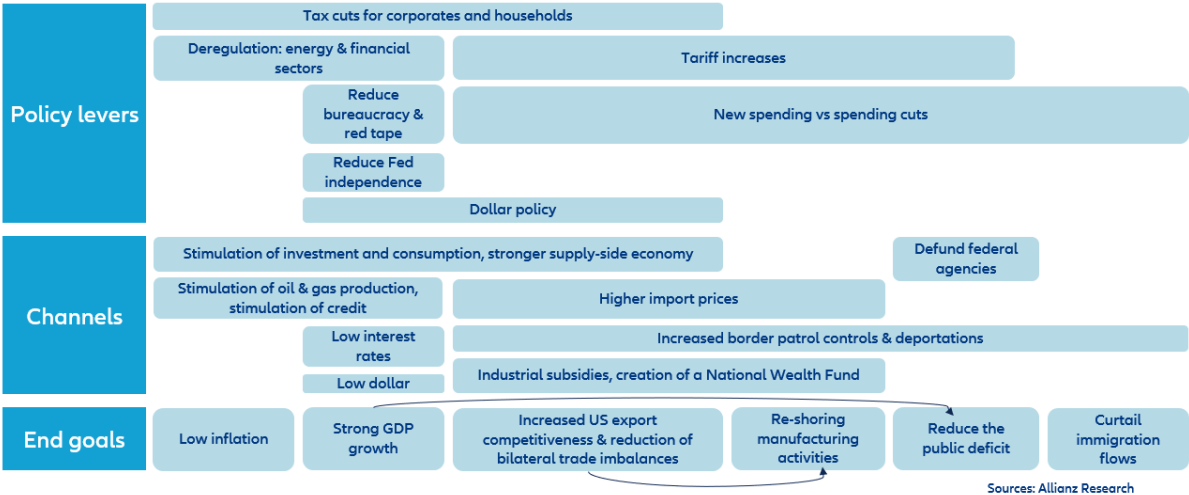 Policy levers
Tax cuts for corporates and households
Deregulation: energy & financial
sectors
Tariff increases
Reduce
bureaucracy &
red tape
New spending vs spending cuts
Reduce Fed
independence
Dollar policy
Channels
Stimulation of investment and consumption, stronger supply-side economy
Defund federal
agencies
Stimulation of oil & gas production,
stimulation of credit
Higher import prices
Low interest
rates
Increased border patrol controls & deportations
Low dollar
Industrial subsidies, creation of a National Wealth Fund
End goals
Low inflation
Strong GDP
growth
Increased US export
competitiveness & reduction of
bilateral trade imbalances
Re-shoring
manufacturing
activities
Reduce the
public deficit
Curtail
immigration
flows
Sources: Allianz Research